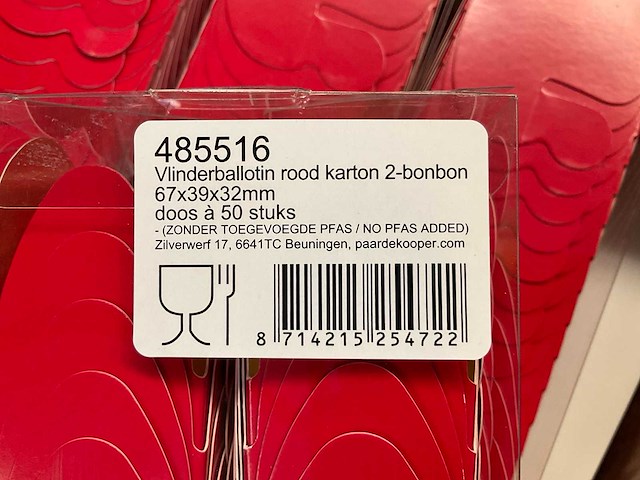 485516
Vlinderballotin rood karton 2-bonbon
67x39x32mm
doos à 50 stuks
- (ZONDER TOEGEVOEGDE PFAS / NO PFAS ADDED)
Zilverwerf 17, 6641TC Beuningen, paardekooper.com
8 714215 254722